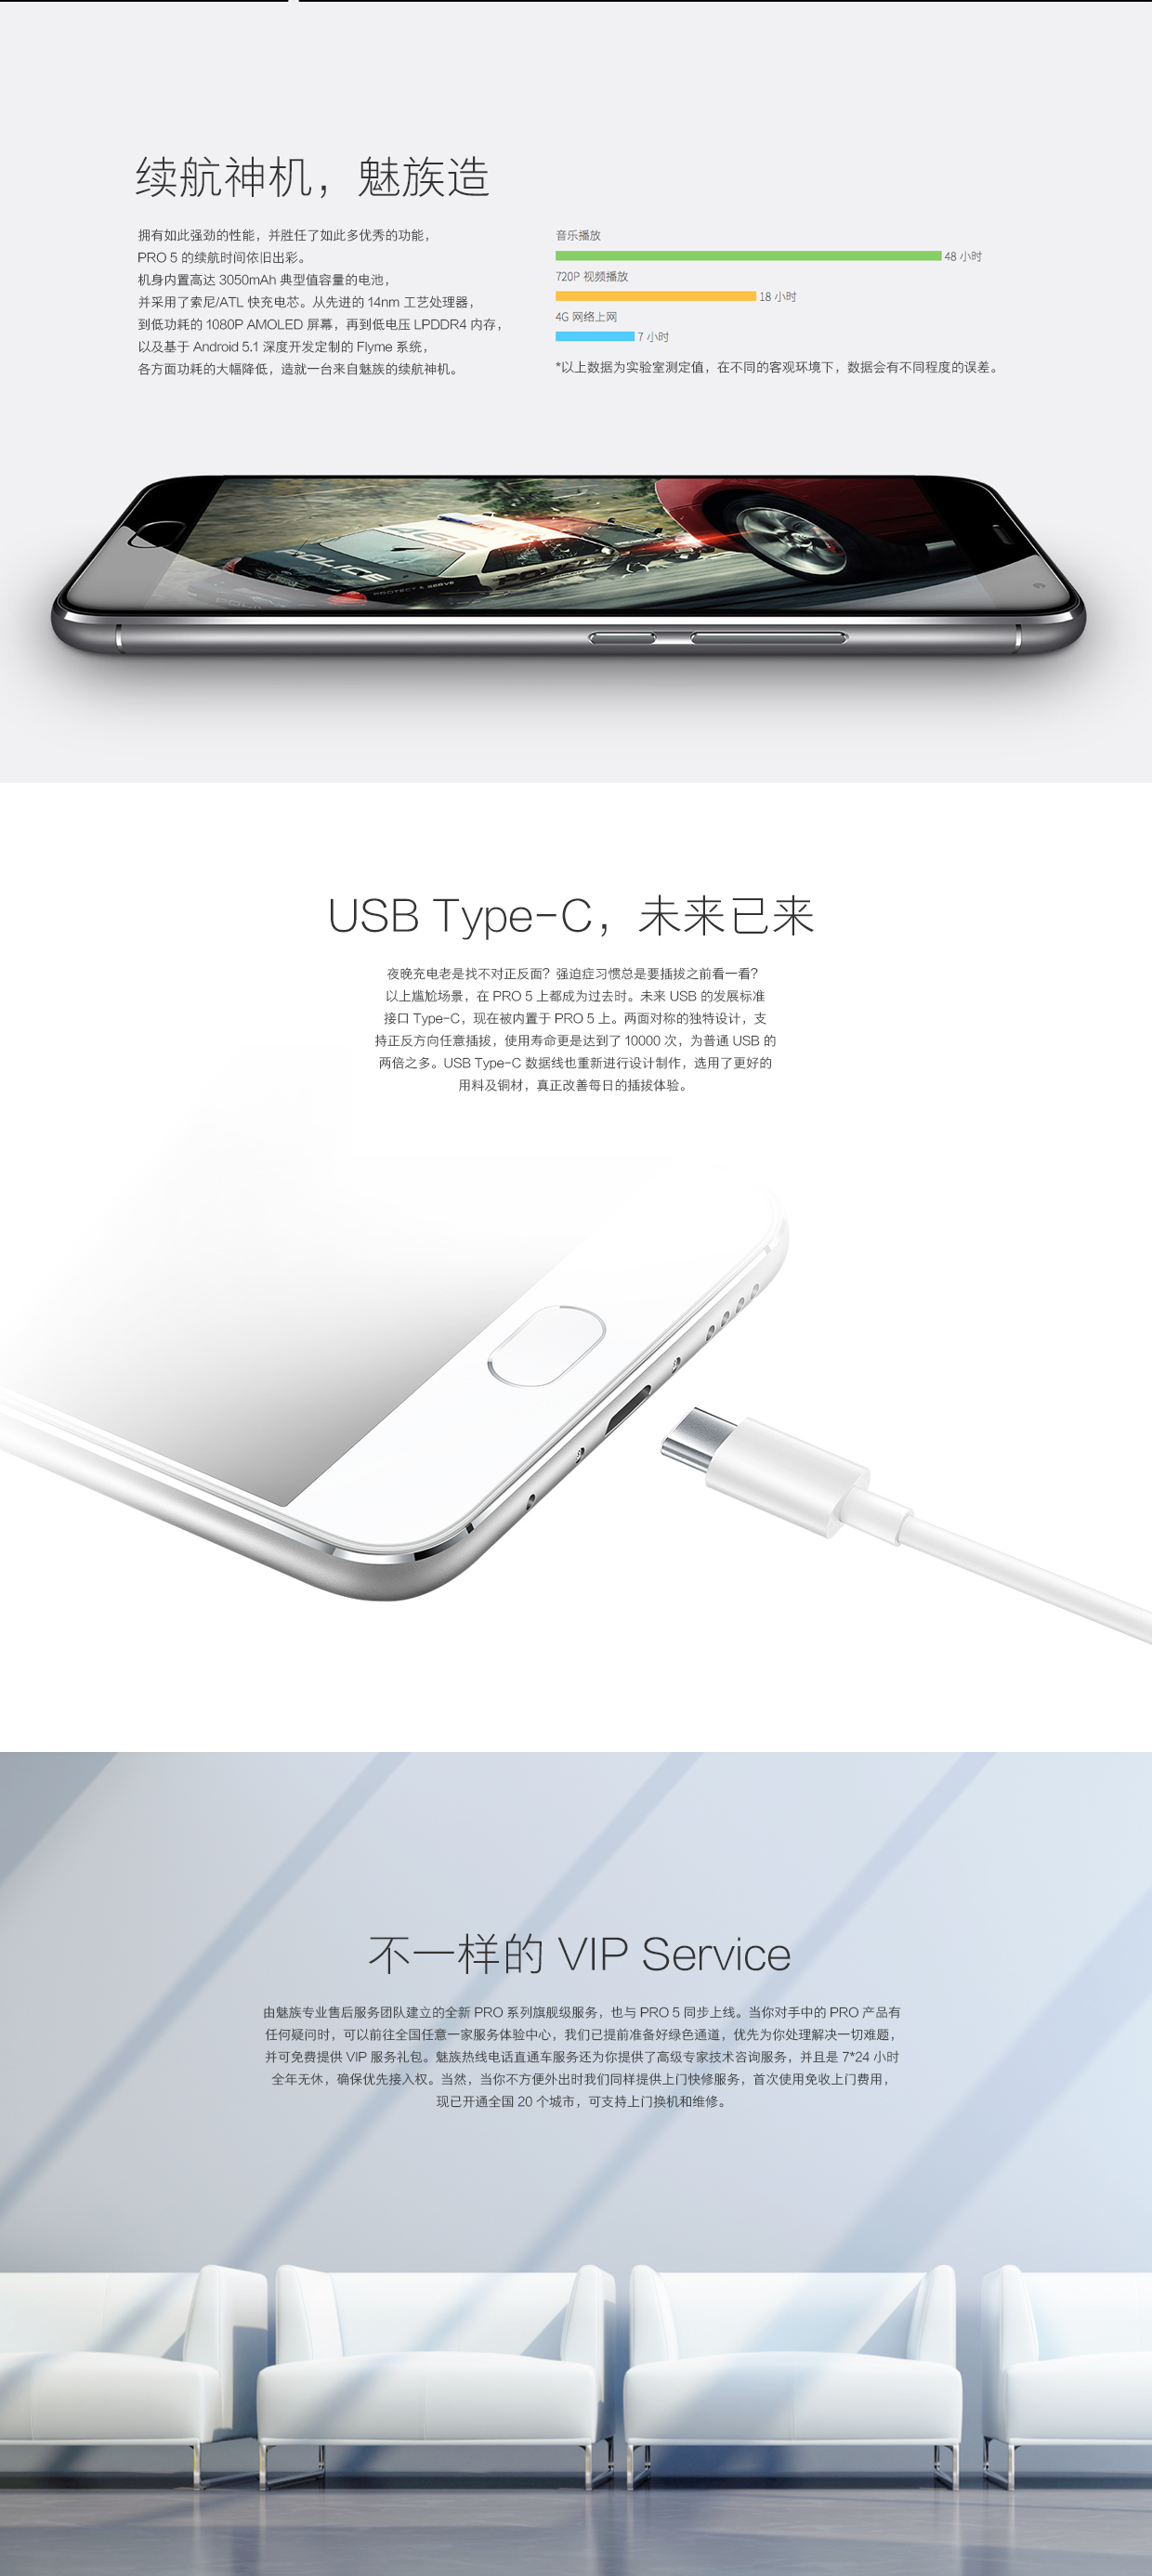 续航神机，魅族造
拥有如此强劲的性能，并胜任了如此多优秀的功能，
PRO 5 的续航时间依旧出彩。
机身内置高达 3050mAh 典型值容量的电池，
并采用了索尼/ATL 快充电芯。从先进的 14nm 工艺处理器，
到低功耗的 1080P AMOLED 屏幕，再到低电压 LPDDR4 内存，
以及基于 Android 5.1 深度开发定制的 Flyme 系统，
各方面功耗的大幅降低，造就一台来自魅族的续航神机。
音乐播放
48 小时
720P 视频播放
18 小时
4G 网络上网
7 小时
*以上数据为实验室测定值，在不同的客观环境下，数据会有不同程度的误差。
POLICE
PROTECT & SERVE
POLICE
USB Type-C，未来已来
夜晚充电老是找不对正反面？强迫症习惯总是要插拔之前看一看？
以上尴尬场景，在 PRO 5 上都成为过去时。未来 USB 的发展标准
接口 Type-C，现在被内置于 PRO 5 上。两面对称的独特设计，支
持正反方向任意插拔，使用寿命更是达到了 10000 次，为普通 USB 的
两倍之多。USB Type-C 数据线也重新进行设计制作，选用了更好的
用料及铜材，真正改善每日的插拔体验。
不一样的 VIP Service
由魅族专业售后服务团队建立的全新 PRO 系列旗舰级服务，也与 PRO 5 同步上线。当你对手中的 PRO 产品有
任何疑问时，可以前往全国任意一家服务体验中心，我们已提前准备好绿色通道，优先为你处理解决一切难题，
并可免费提供 VIP 服务礼包。魅族热线电话直通车服务还为你提供了高级专家技术咨询服务，并且是 7*24 小时
全年无休，确保优先接入权。当然，当你不方便外出时我们同样提供上门快修服务，首次使用免收上门费用，
现已开通全国 20 个城市，可支持上门换机和维修。